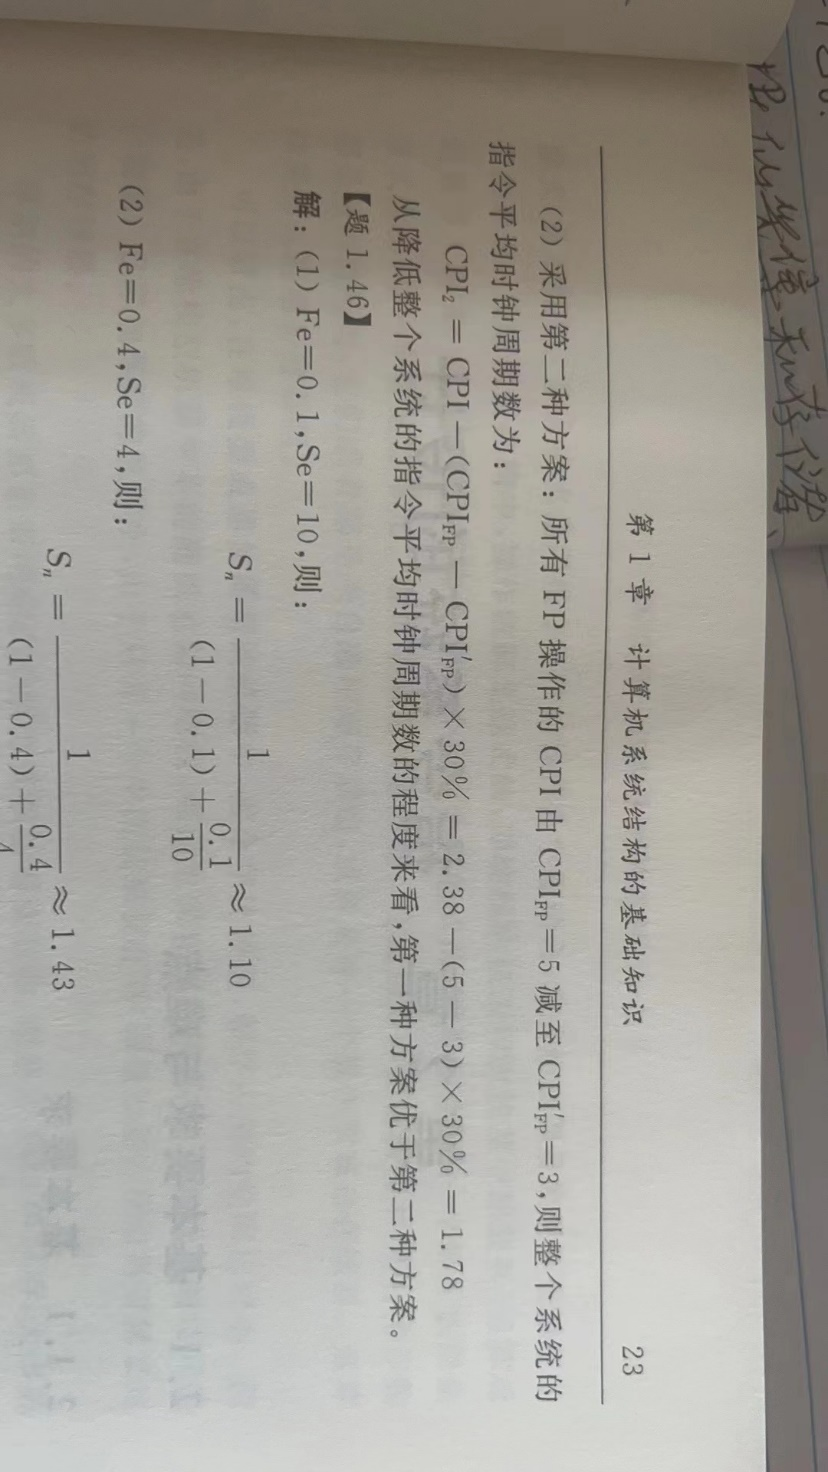 第 1 章 计算机系统结构的基础知识 23
(2) 采用第二种方案：所有 FP 操作的 CPI 由 CPI_FP=5 减至 CPI'_FP=3,则整个系统的
指令平均时钟周期数为：
CPI₂ = CPI－(CPI_FP－CPI'_FP)×30%=2.38－(5－3)×30%=1.78
从降低整个系统的指令平均时钟周期数的程度来看,第一种方案优于第二种方案。
【题 1.46】
解：(1) Fe=0.1,Se=10,则：
Sₙ = 1 / ((1－0.1)＋0.1/10) ≈1.10
(2) Fe=0.4,Se=4,则：
Sₙ = 1 / ((1－0.4)＋0.4/4) ≈1.43